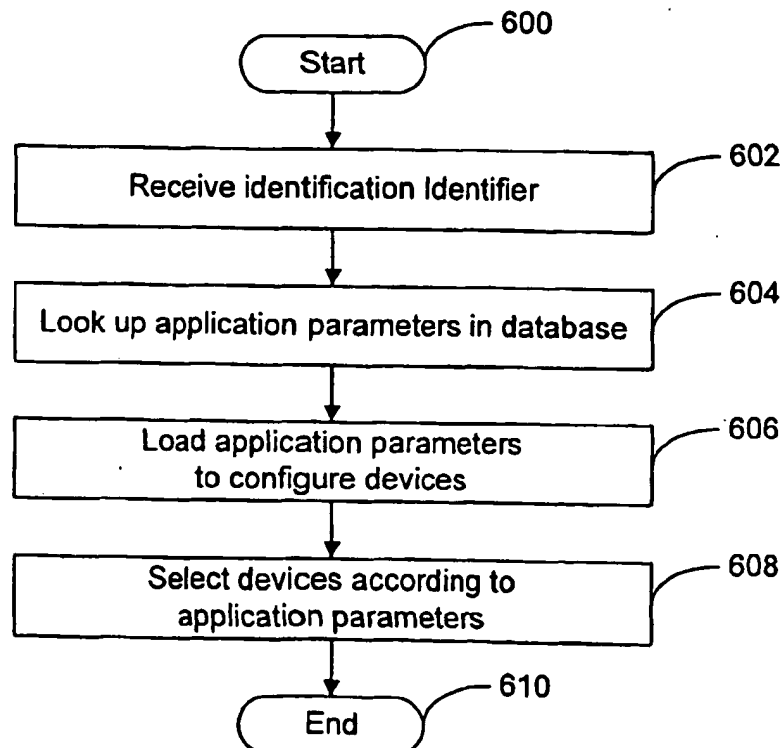 600
Start
602
Receive identification Identifier
604
Look up application parameters in database
606
Load application parameters
to configure devices
608
Select devices according to
application parameters
610
End